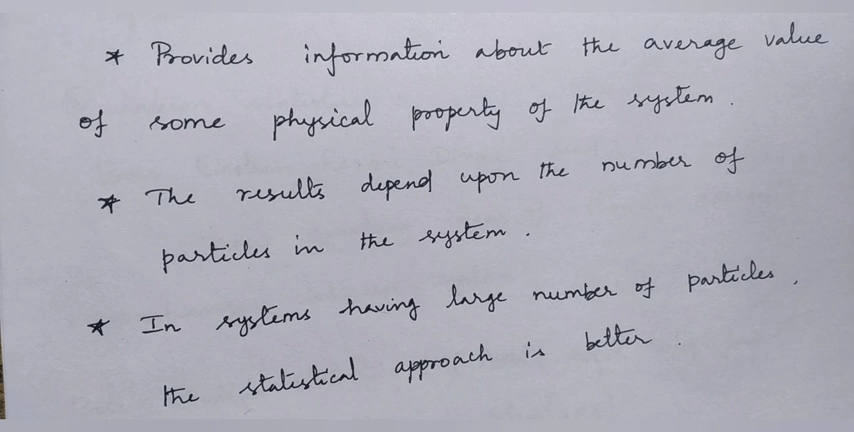 * Provides information about the average value
of some physical property of the system.
* The results depend upon the number of
particles in the system.
* In systems having large number of particles,
the statistical approach is better.